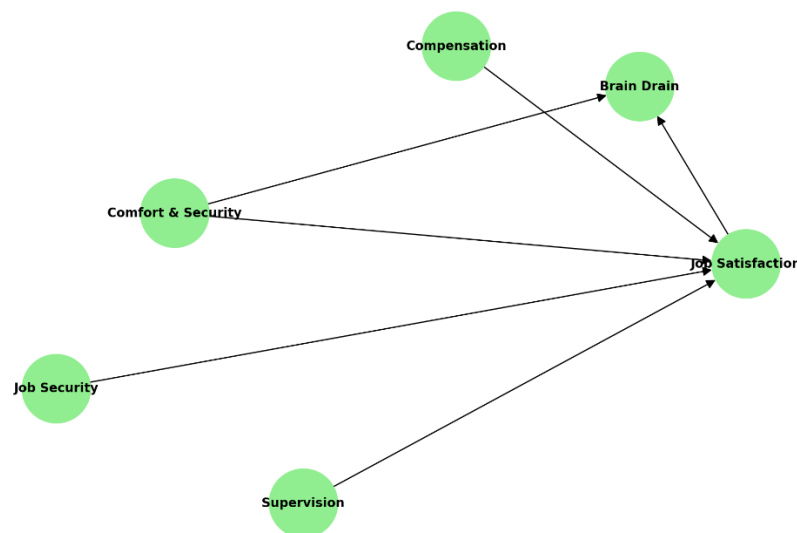 Compensation
Brain Drain
Comfort & Security
Job Satisfaction
Job Security
Supervision